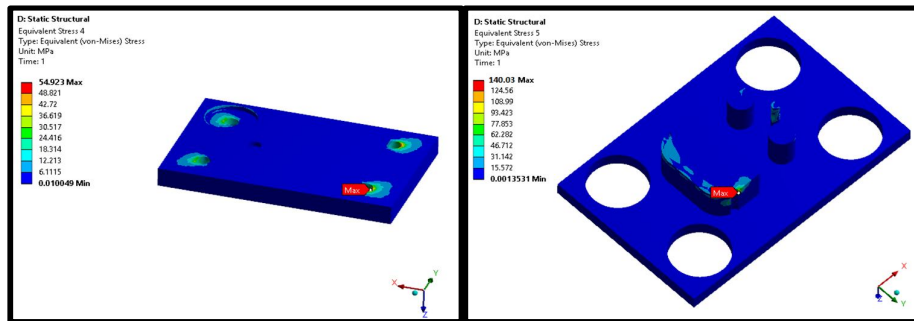 D: Static Structural
Equivalent Stress 4
Type: Equivalent (von-Mises) Stress
Unit: MPa
Time: 1
54.923 Max
48.821
42.72
36.619
30.517
24.416
18.314
12.213
6.1115
0.010049 Min
Max
X
Y
Z
D: Static Structural
Equivalent Stress 5
Type: Equivalent (von-Mises) Stress
Unit: MPa
Time: 1
140.03 Max
124.56
108.99
93.423
77.853
62.282
46.712
31.142
15.572
0.0013531 Min
Max
X
Z
Y